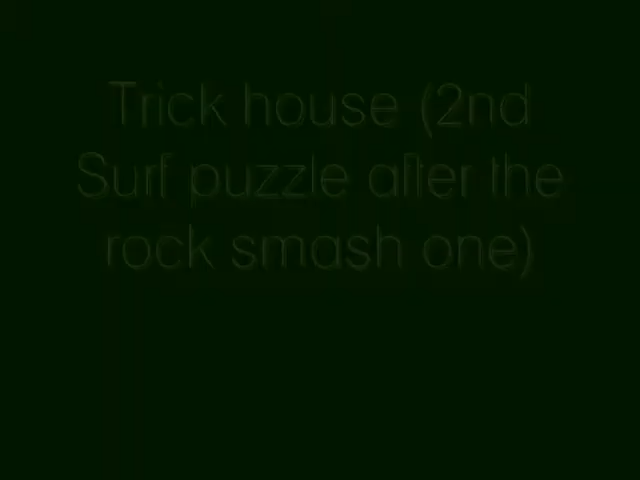 Trick house (2nd
Surf puzzle after the
rock smash one)